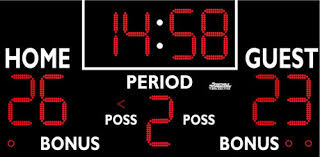 14:58
HOME
GUEST
PERIOD
26
23
<
POSS
2
POSS
BONUS
BONUS